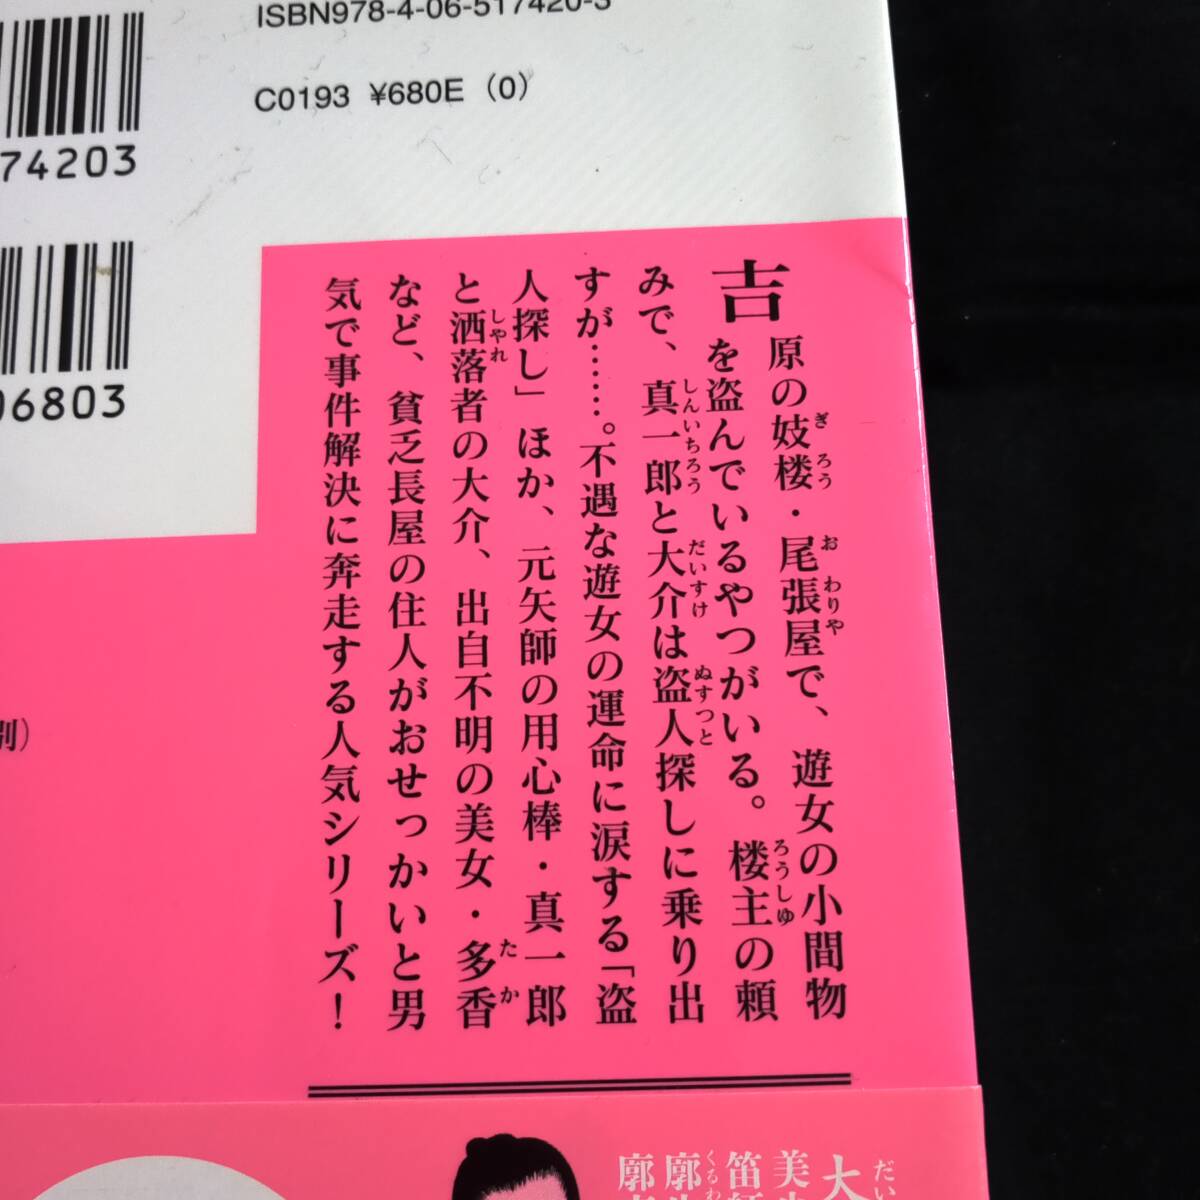 ISBN978-4-06-517420-3
C0193 ¥680E (0)
74203
06803
別)
吉原の妓楼・尾張屋で、遊女の小間物
を盗んでいるやつがいる。楼主の頼
みで、真一郎と大介は盗人探しに乗り出
すが……。不遇な遊女の運命に涙する「盗
人探し」ほか、元矢師の用心棒・真一郎
と洒落者の大介、出自不明の美女・多香
など、貧乏長屋の住人がおせっかいと男
気で事件解決に奔走する人気シリーズ！
大
美
笛
廓
廓